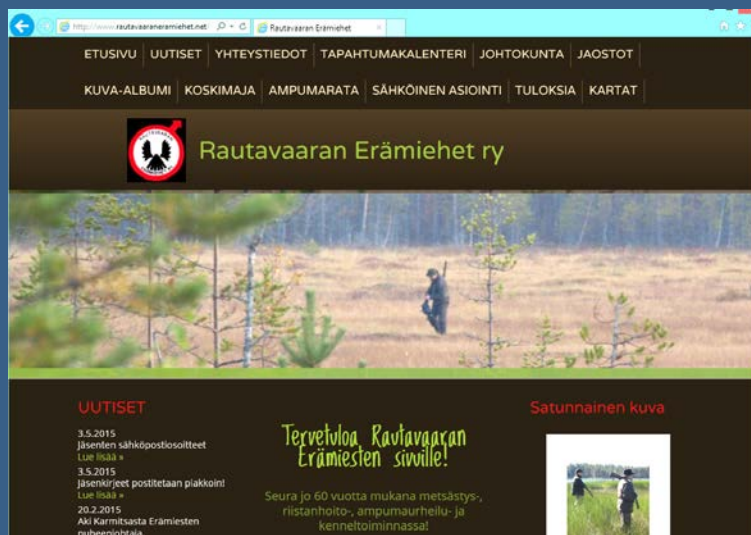 http://www.rautavaaraneramiehet.net
Rautavaaran Erämiehet
ETUSIVU UUTISET YHTEYSTIEDOT TAPAHTUMAKALENTERI JOHTOKUNTA JAOSTOT
KUVA-ALBUMI KOSKIMAJA AMPUMARATA SÄHKÖINEN ASIOINTI TULOKSIA KARTAT
Rautavaaran Erämiehet ry
UUTISET
3.5.2015
Jäsenten sähköpostiosoitteet
Lue lisää »
3.5.2015
Jäsenkirjeet postitetaan piakkoin!
Lue lisää »
20.2.2015
Aki Karmitsasta Erämiesten
puheenjohtaja
Tervetuloa Rautavaaran
Erämiesten sivuille!
Seura jo 60 vuotta mukana metsästys-,
riistanhoito-, ampumaurheilu- ja
kenneltoiminnassa!
Satunnainen kuva